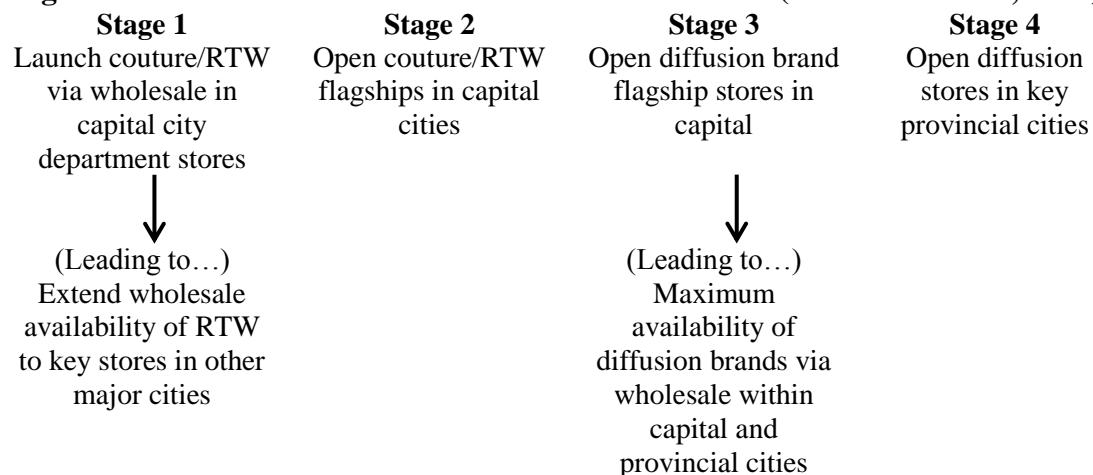 Stage 1
Launch couture/RTW
via wholesale in
capital city
department stores
(Leading to…)
Extend wholesale
availability of RTW
to key stores in other
major cities
Stage 2
Open couture/RTW
flagships in capital
cities
Stage 3
Open diffusion brand
flagship stores in
capital
(Leading to…)
Maximum
availability of
diffusion brands via
wholesale within
capital and
provincial cities
Stage 4
Open diffusion
stores in key
provincial cities